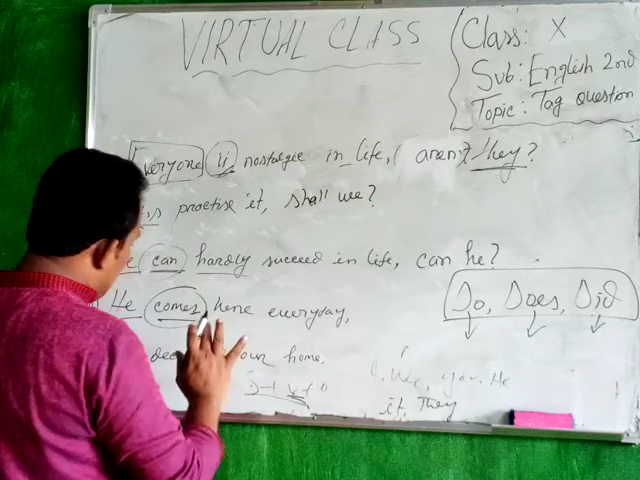 VIRTUAL CLASS
Class: X
Sub: English 2nd
Topic: Tag question
Everyone is nostalgic in life, aren't they?
practise it, shall we?
can hardly succeed in life, can he?
He comes here everyday,
Do, Does, Did
home.
I, We, you, He
it, They